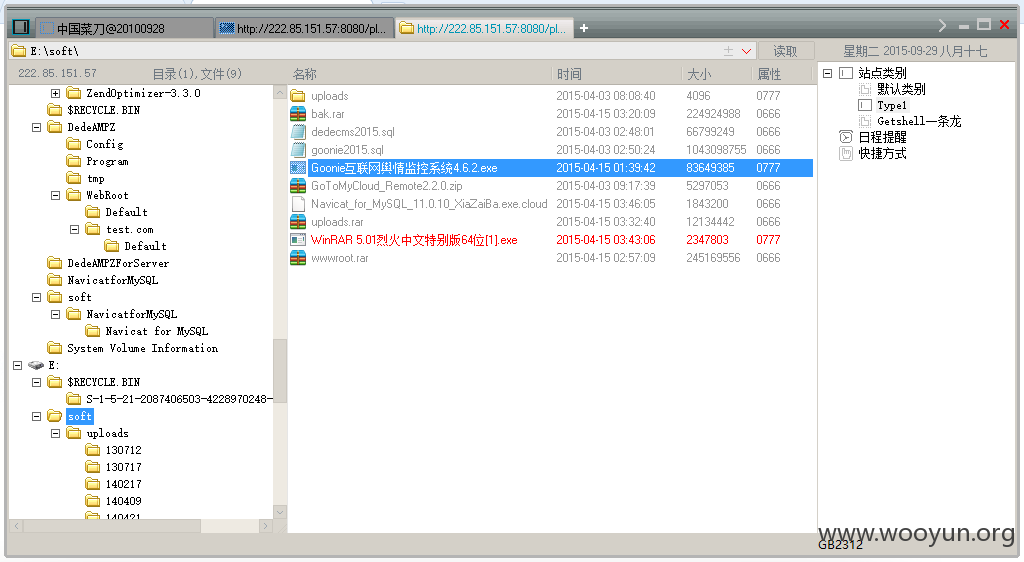 中国菜刀@20100928
http://222.85.151.57:8080/pl...
http://222.85.151.57:8080/pl...
E:\soft\
读取
星期二 2015-09-29 八月十七
222.85.151.57
目录(1),文件(9)
ZendOptimizer-3.3.0
$RECYCLE.BIN
DedeAMPZ
Config
Program
tmp
WebRoot
Default
test.com
Default
DedeAMPZForServer
NavicatforMySQL
soft
NavicatforMySQL
Navicat for MySQL
System Volume Information
E:
$RECYCLE.BIN
S-1-5-21-2087406503-4228970248-
soft
uploads
130712
130717
140217
140409
140421
名称 时间 大小 属性
uploads 2015-04-03 08:08:40 4096 0777
bak.rar 2015-04-15 03:20:09 224924988 0666
dedecms2015.sql 2015-04-03 02:48:01 66799249 0666
goonie2015.sql 2015-04-03 02:50:24 1043098755 0666
Goonie互联网舆情监控系统4.6.2.exe 2015-04-15 01:39:42 83649385 0777
GoToMyCloud_Remote2.2.0.zip 2015-04-03 09:17:39 5297053 0666
Navicat_for_MySQL_11.0.10_XiaZaiBa.exe.cloud 2015-04-15 03:46:05 1843200 0666
uploads.rar 2015-04-15 03:32:40 12134442 0666
WinRAR 5.01烈火中文特别版64位[1].exe 2015-04-15 03:43:06 2347803 0777
wwwroot.rar 2015-04-15 02:57:09 245169556 0666
站点类别
默认类别
Type1
Getshell一条龙
日程提醒
快捷方式
www.wooyun.org
GB2312